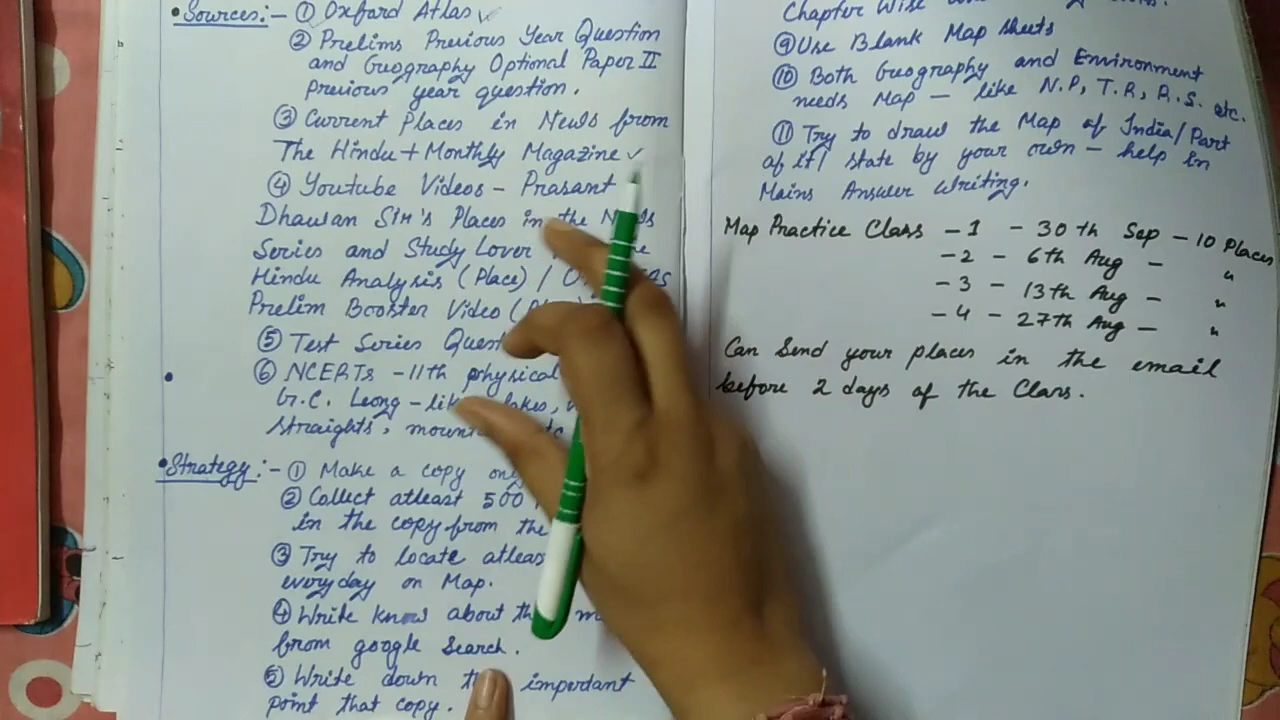 • Sources:- ① Oxford Atlas ✓
② Prelims Previous Year Question
and Geography Optional Paper II
previous year question.
③ Current Places in News from
The Hindu + Monthly Magazine ✓
④ Youtube Videos - Prasant
Dhawan Sir's Places in the News
Series and Study Lover
Hindu Analysis (Place) /
Prelim Booster Video
⑤ Test Series
⑥ NCERTs - 11th physical
G.C. Leong - lakes,
straights,
• Strategy:- ① Make a copy
② Collect atleast 500
in the copy from the
③ Try to locate
everyday on Map.
④ Write know about
from google Search.
⑤ Write down important
point that copy.
Chapter Wise
⑨ Use Blank Map sheets
⑩ Both Geography and Environment
needs Map - like N.P, T.R, R.S. etc.
⑪ Try to draw the Map of India/Part
of it/ state by your own - help in
Mains Answer Writing.
Map Practice Class - 1 - 30th Sep - 10 Places
- 2 - 6th Aug - "
- 3 - 13th Aug - "
- 4 - 27th Aug - "
Can Send your places in the email
before 2 days of the Class.